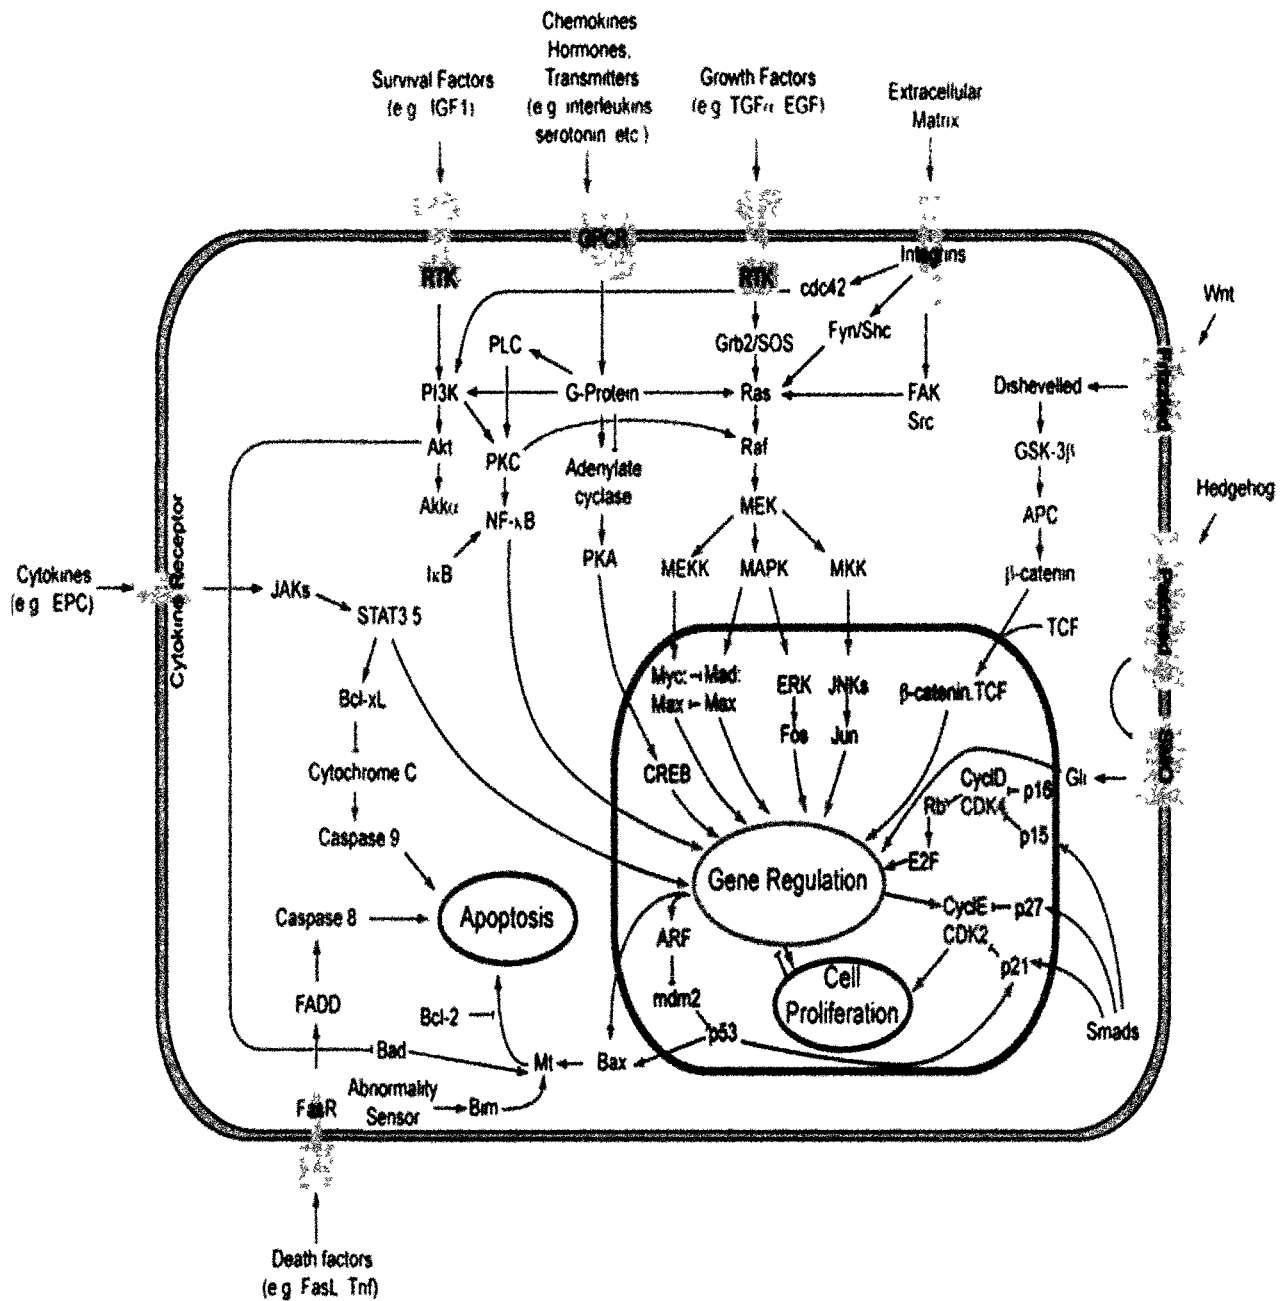 Chemokines
Hormones,
Transmitters
(e g interleukins
serotonin etc )
Survival Factors
(e g IGF1)
Growth Factors
(e g TGFα EGF)
Extracellular
Matrix
GPCR
RTK
RTK
Integrins
cdc42
Wnt
Fyn/Shc
Grb2/SOS
PLC
PI3K
G-Protein
Ras
FAK
Src
Dishevelled
Akt
PKC
Raf
GSK-3β
Adenylate
cyclase
Akkα
NF-κB
MEK
APC
Hedgehog
PKA
MEKK
MAPK
MKK
IκB
β-catenin
Cytokines
(e g EPC)
Cytokine Receptor
JAKs
STAT3 5
TCF
Myc:
Mad:
Max
Max
ERK
JNKs
β-catenin.TCF
Bcl-xL
Fos
Jun
Cytochrome C
CREB
CyclD
CDK4
p16
Gli
Rb
p15
Caspase 9
E2F
Gene Regulation
Apoptosis
Caspase 8
CyclE
CDK2
p27
ARF
p21
FADD
mdm2
Cell
Proliferation
Bcl-2
p53
Smads
Bad
Mt
Bax
Abnormality
Sensor
Bim
FasR
Death factors
(e g FasL Tnf)